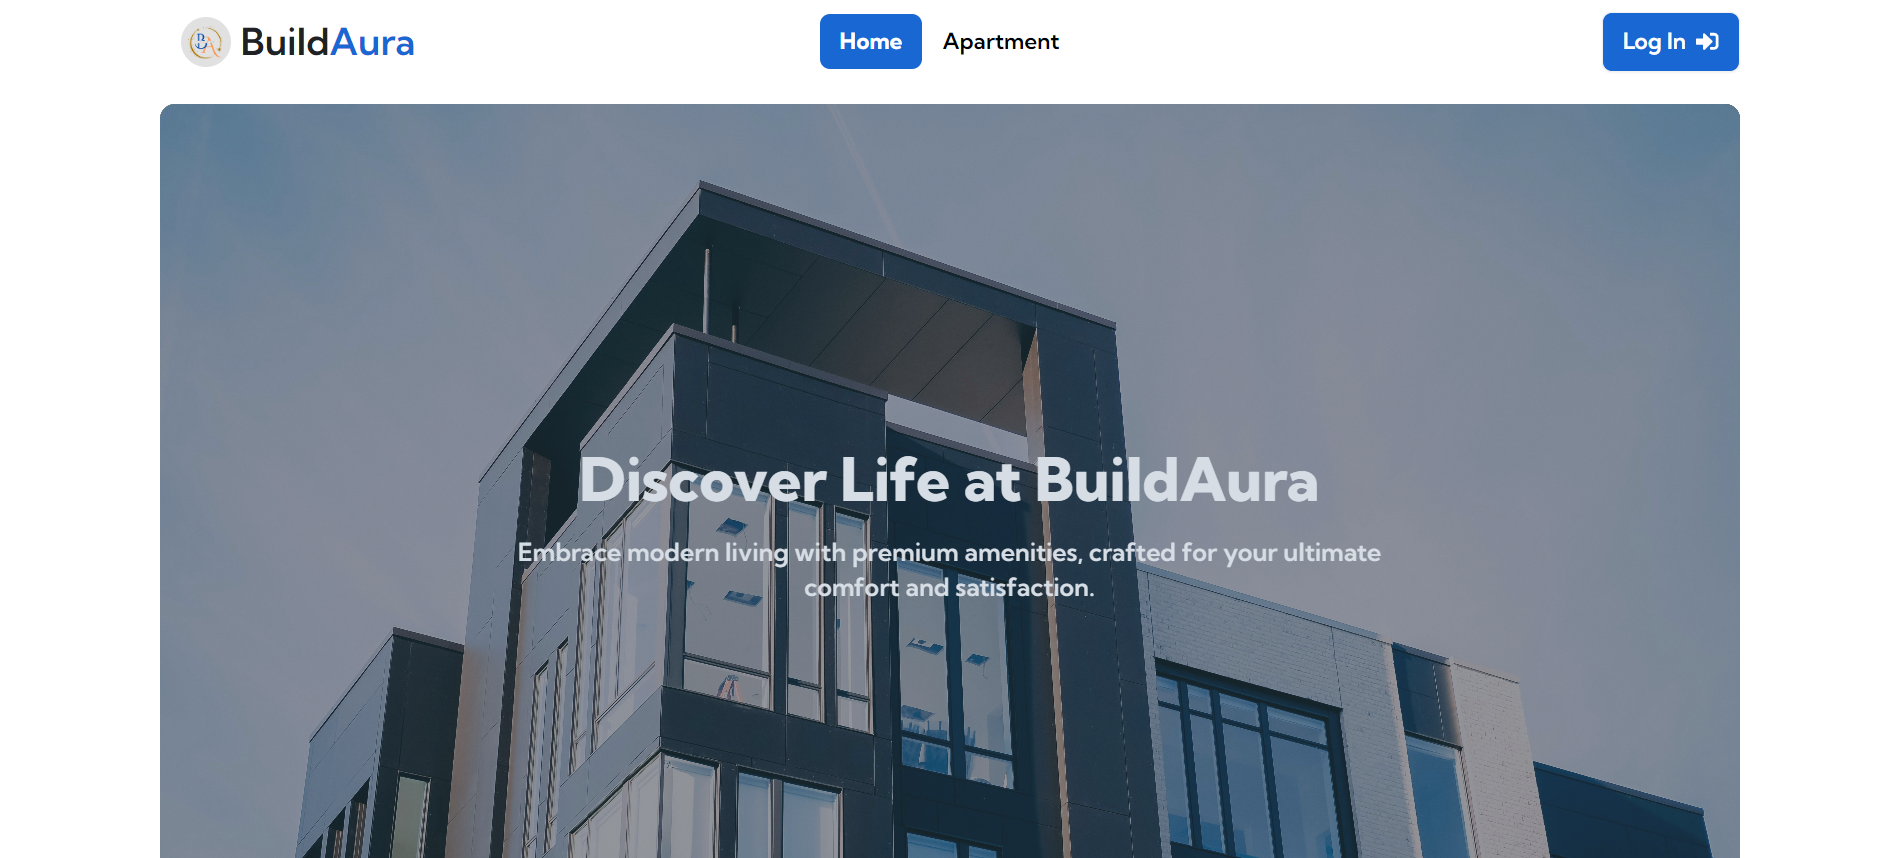 BuildAura
Home
Apartment
Log In
Discover Life at BuildAura
Embrace modern living with premium amenities, crafted for your ultimate
comfort and satisfaction.